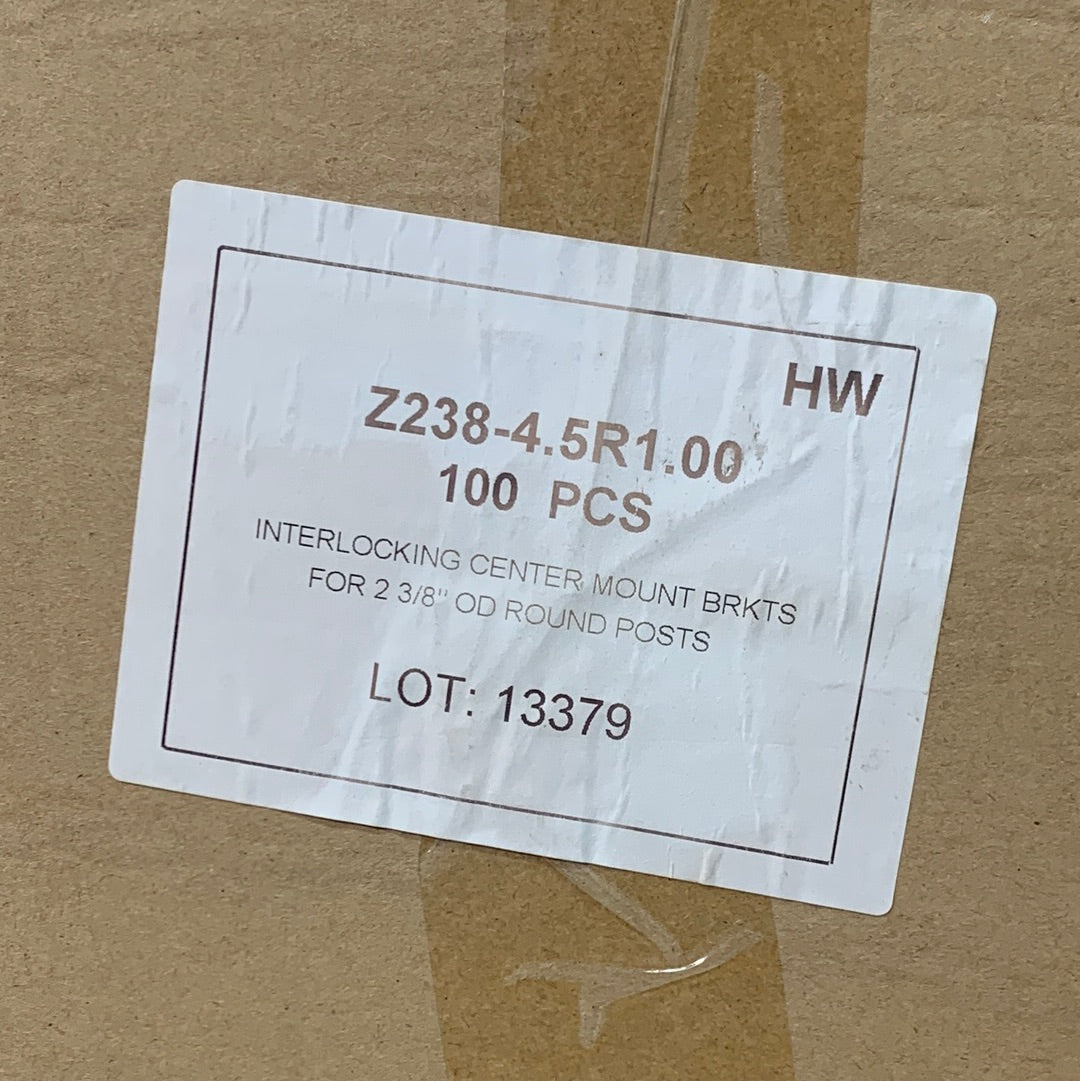 HW
Z238-4.5R1.00
100 PCS
INTERLOCKING CENTER MOUNT BRKTS
FOR 2 3/8" OD ROUND POSTS
LOT: 13379